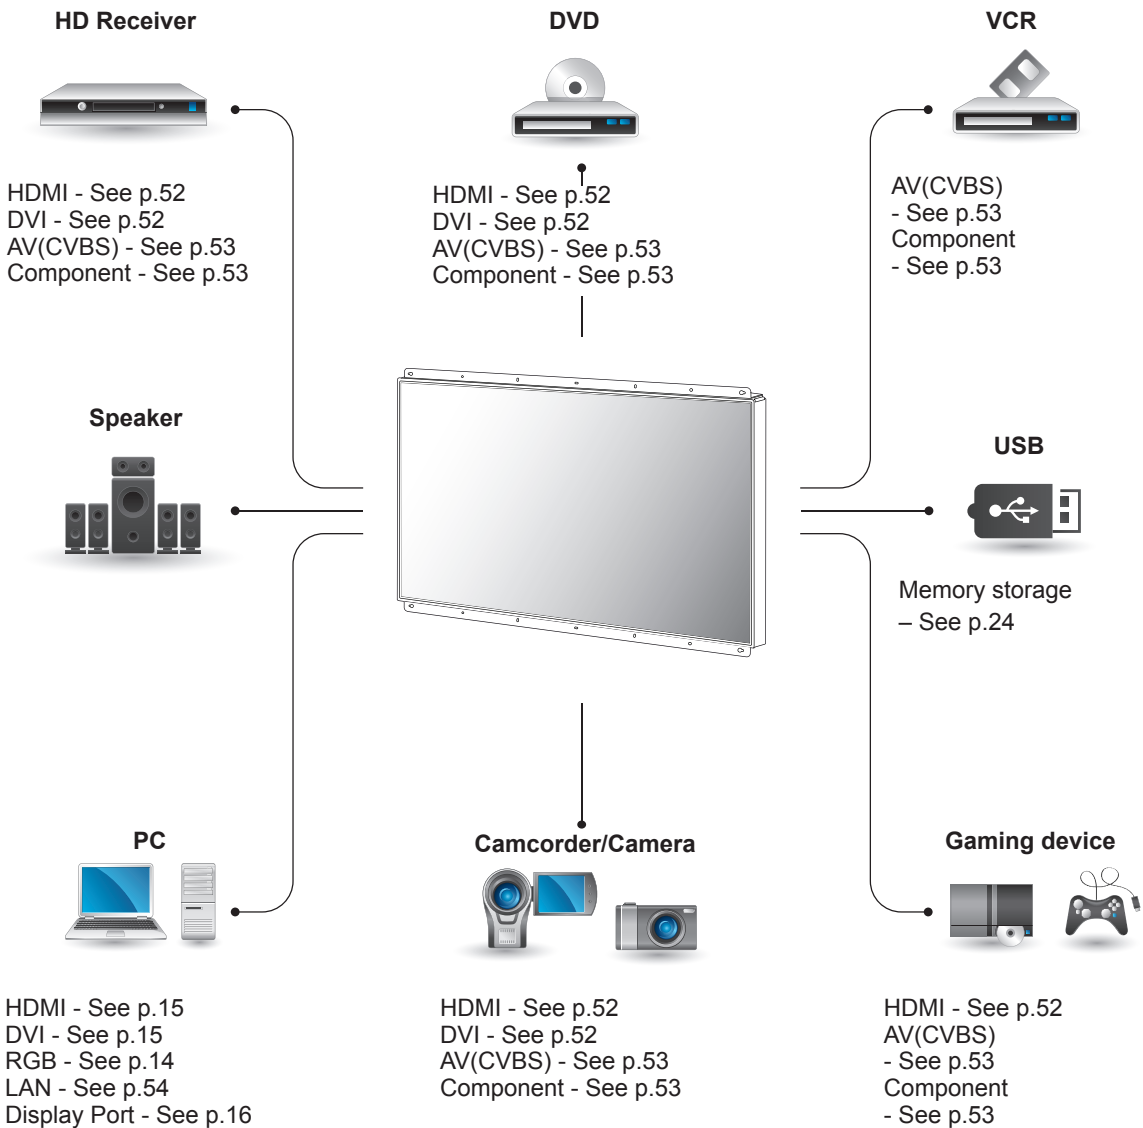 HD Receiver
HDMI - See p.52
DVI - See p.52
AV(CVBS) - See p.53
Component - See p.53
DVD
HDMI - See p.52
DVI - See p.52
AV(CVBS) - See p.53
Component - See p.53
VCR
AV(CVBS)
- See p.53
Component
- See p.53
Speaker
USB
Memory storage
– See p.24
PC
HDMI - See p.15
DVI - See p.15
RGB - See p.14
LAN - See p.54
Display Port - See p.16
Camcorder/Camera
HDMI - See p.52
DVI - See p.52
AV(CVBS) - See p.53
Component - See p.53
Gaming device
HDMI - See p.52
AV(CVBS)
- See p.53
Component
- See p.53